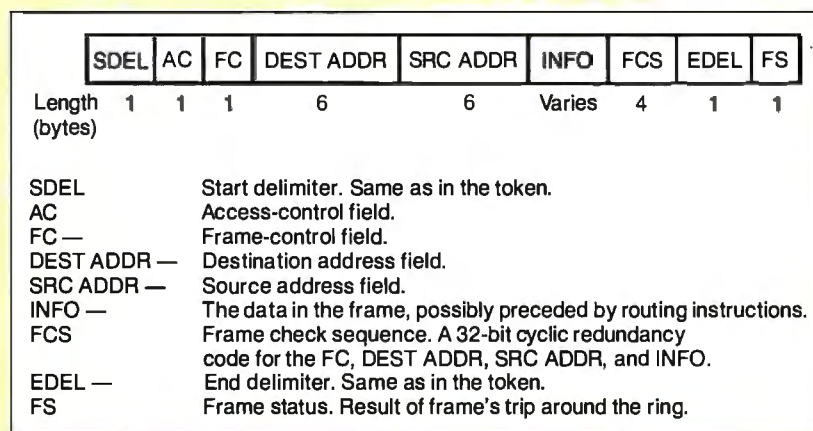 SDEL AC FC DEST ADDR SRC ADDR INFO FCS EDEL FS
Length 1 1 1 6 6 Varies 4 1 1
(bytes)
SDEL Start delimiter. Same as in the token.
AC Access-control field.
FC — Frame-control field.
DEST ADDR — Destination address field.
SRC ADDR — Source address field.
INFO — The data in the frame, possibly preceded by routing instructions.
FCS Frame check sequence. A 32-bit cyclic redundancy
code for the FC, DEST ADDR, SRC ADDR, and INFO.
EDEL — End delimiter. Same as in the token.
FS Frame status. Result of frame's trip around the ring.